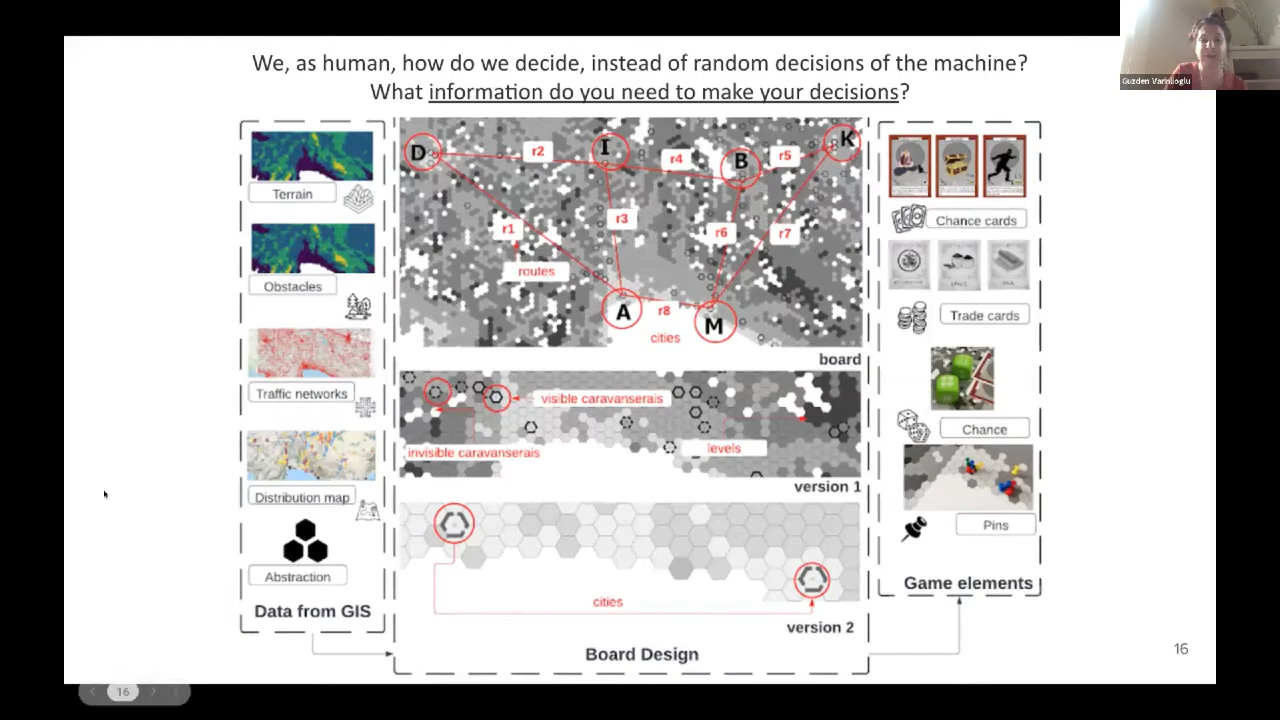 We, as human, how do we decide, instead of random decisions of the machine?
What information do you need to make your decisions?
Guzden Varinlioglu
Terrain
Obstacles
Traffic networks
Distribution map
Abstraction
Data from GIS
D
I
B
K
r2
r4
r5
r1
r3
r6
r7
routes
A
r8
M
cities
board
visible caravanserais
invisible caravanserais
levels
version 1
cities
version 2
Board Design
Chance cards
Trade cards
Chance
Pins
Game elements
16
16